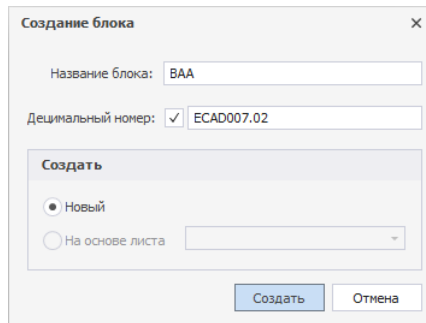 Создание блока
Название блока: BAA
Децимальный номер: ECAD007.02
Создать
Новый
На основе листа
Создать Отмена